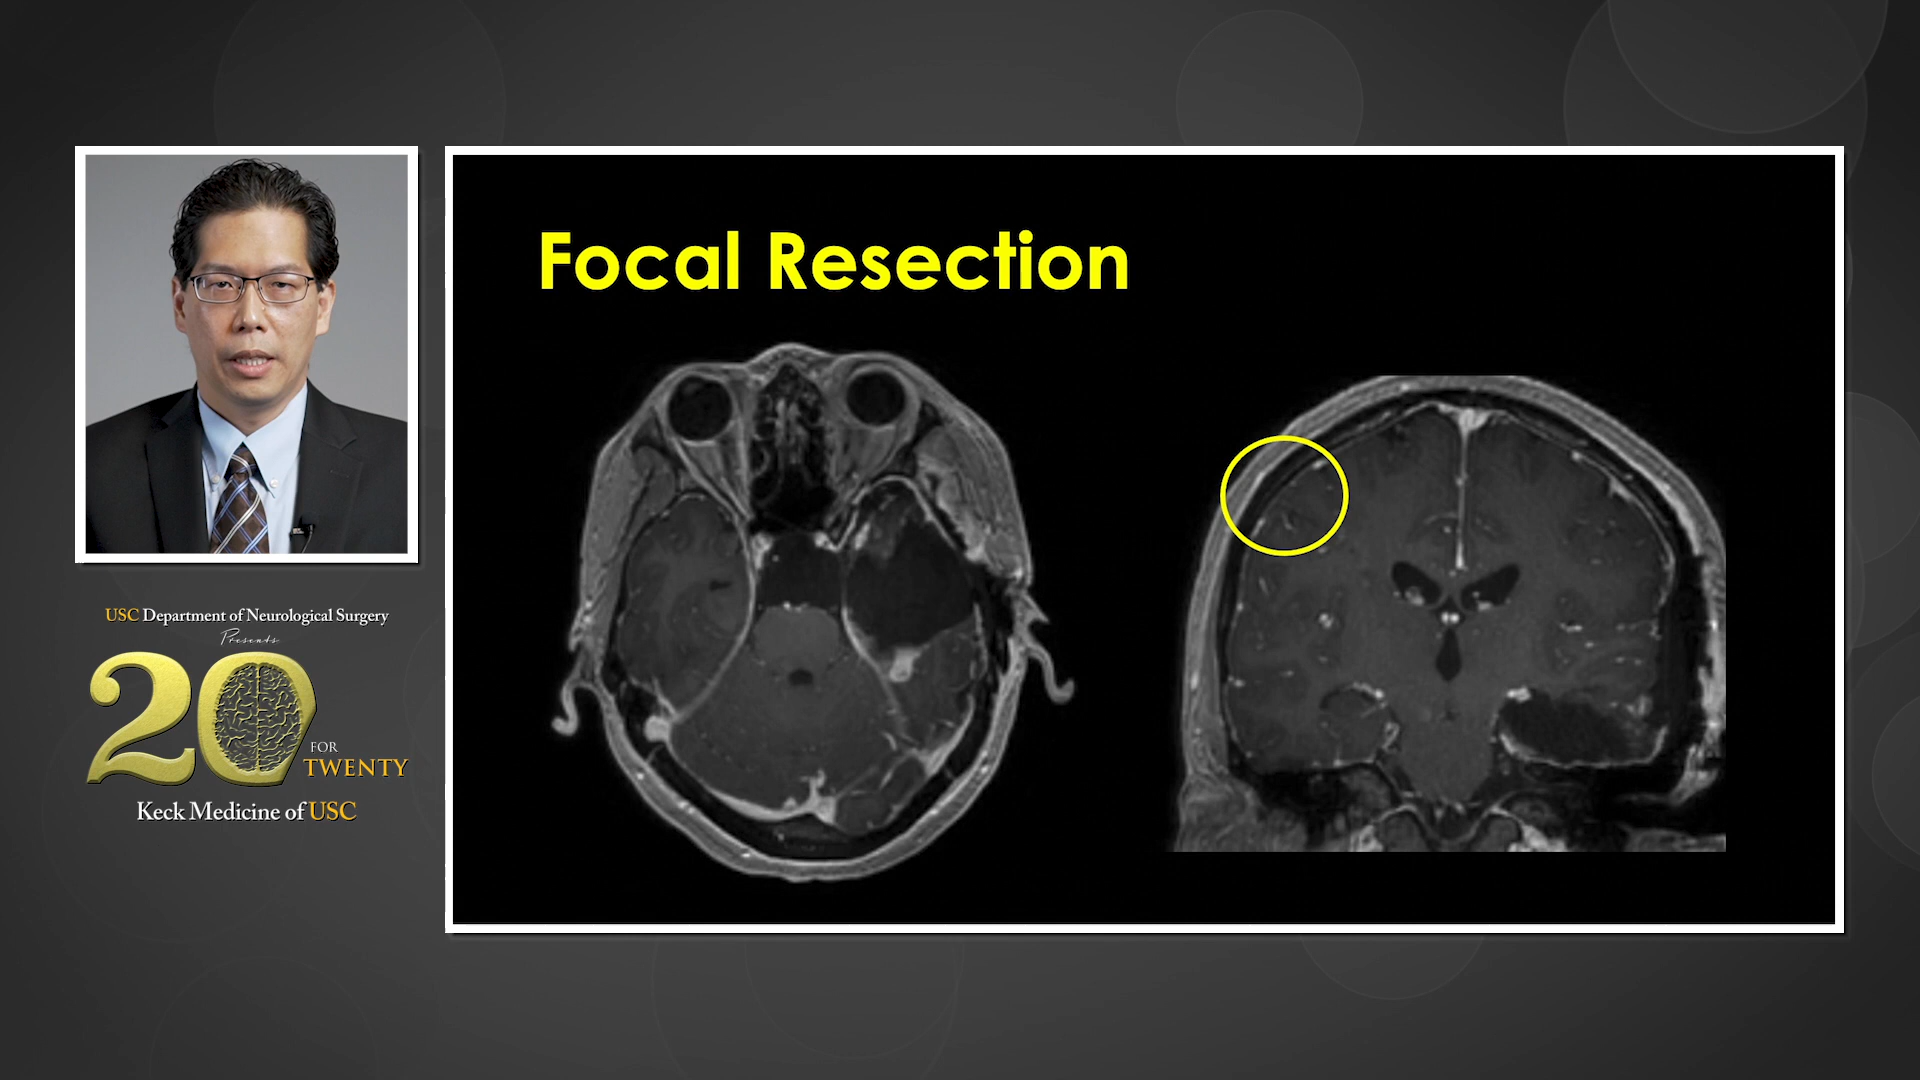 Focal Resection
USC Department of Neurological Surgery
Presents
20
FOR
TWENTY
Keck Medicine of USC